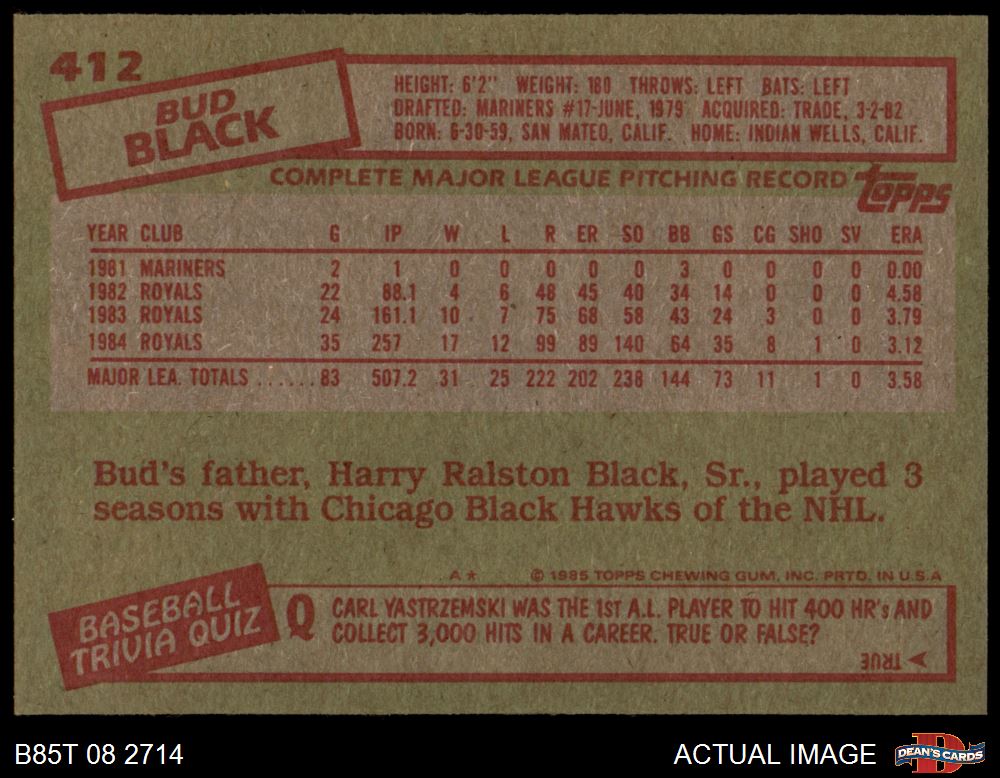 412
BUD
BLACK
HEIGHT: 6'2" WEIGHT: 180 THROWS: LEFT BATS: LEFT
DRAFTED: MARINERS #17-JUNE, 1979 ACQUIRED: TRADE, 3-2-82
BORN: 6-30-59, SAN MATEO, CALIF. HOME: INDIAN WELLS, CALIF.
COMPLETE MAJOR LEAGUE PITCHING RECORD topps
YEAR CLUB G IP W L R ER SO BB GS CG SHO SV ERA
1981 MARINERS 2 1 0 0 0 0 0 3 0 0 0 0 0.00
1982 ROYALS 22 88.1 4 6 48 45 40 34 14 0 0 0 4.58
1983 ROYALS 24 161.1 10 7 75 68 58 43 24 3 0 0 3.79
1984 ROYALS 35 257 17 12 99 89 140 64 35 8 1 0 3.12
MAJOR LEA. TOTALS ......83 507.2 31 25 222 202 238 144 73 11 1 0 3.58
Bud's father, Harry Ralston Black, Sr., played 3
seasons with Chicago Black Hawks of the NHL.
A* © 1985 TOPPS CHEWING GUM, INC. PRTD. IN U.S.A
BASEBALL
TRIVIA QUIZ
Q CARL YASTRZEMSKI WAS THE 1ST A.L. PLAYER TO HIT 400 HR's AND
COLLECT 3,000 HITS IN A CAREER. TRUE OR FALSE?
TRUE
B85T 08 2714
ACTUAL IMAGE
DEAN'S CARDS